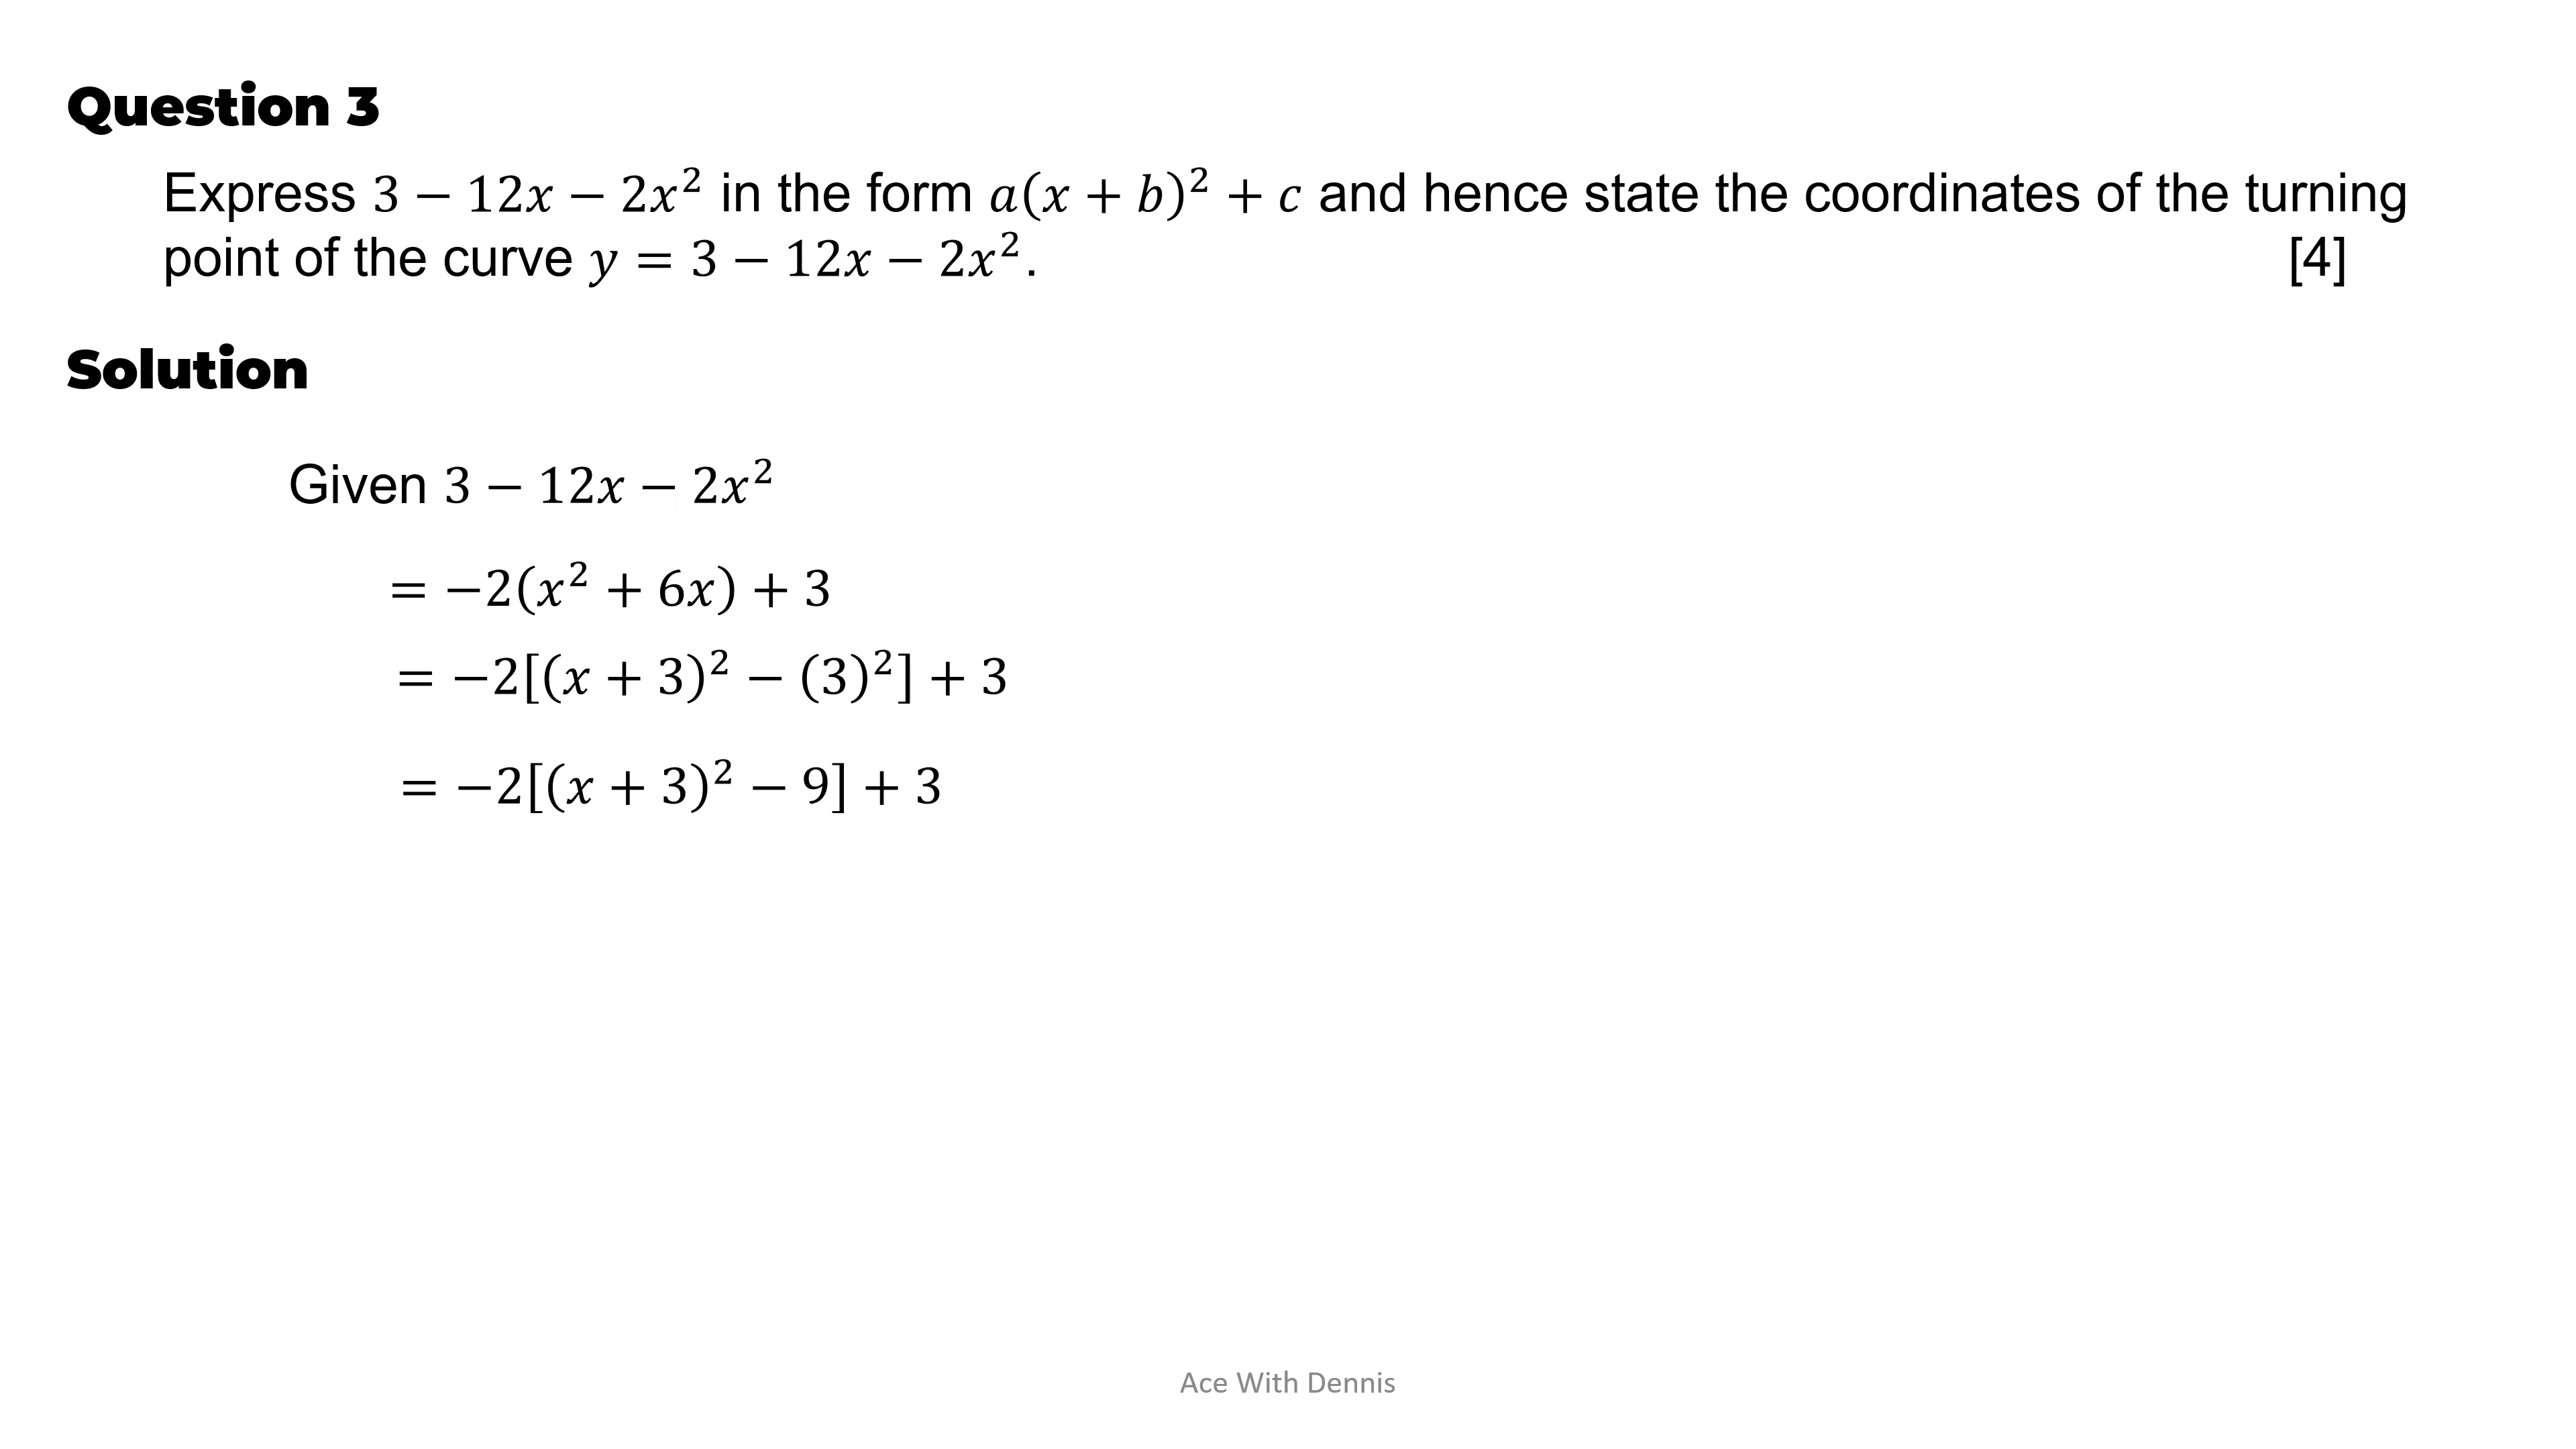 Question 3
Express 3 − 12x − 2x² in the form a(x + b)² + c and hence state the coordinates of the turning
point of the curve y = 3 − 12x − 2x². [4]
Solution
Given 3 − 12x − 2x²
= −2(x² + 6x) + 3
= −2[(x + 3)² − (3)²] + 3
= −2[(x + 3)² − 9] + 3
Ace With Dennis